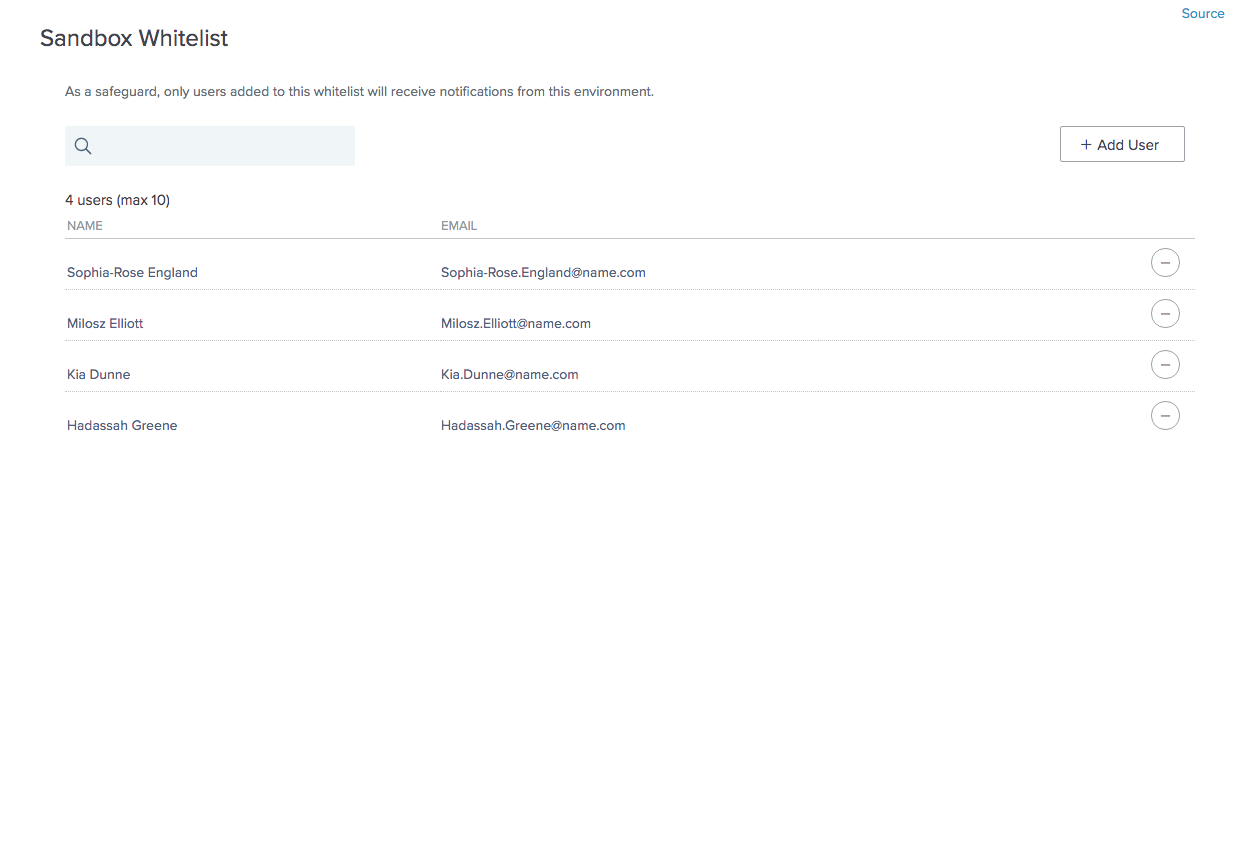 Source
Sandbox Whitelist
As a safeguard, only users added to this whitelist will receive notifications from this environment.
+ Add User
4 users (max 10)
NAME EMAIL
Sophia-Rose England Sophia-Rose.England@name.com
Milosz Elliott Milosz.Elliott@name.com
Kia Dunne Kia.Dunne@name.com
Hadassah Greene Hadassah.Greene@name.com